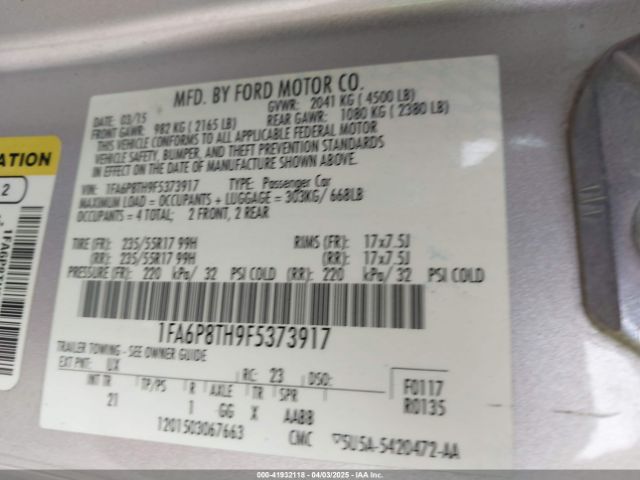 MFD. BY FORD MOTOR CO.
DATE: 03/15 GVWR: 2041 KG (4500 LB)
FRONT GAWR: 982 KG (2165 LB) REAR GAWR: 1080 KG (2380 LB)
THIS VEHICLE CONFORMS TO ALL APPLICABLE FEDERAL MOTOR
VEHICLE SAFETY, BUMPER, AND THEFT PREVENTION STANDARDS
IN EFFECT ON THE DATE OF MANUFACTURE SHOWN ABOVE.
VIN: 1FA6P8TH9F5373917 TYPE: Passenger Car
MAXIMUM LOAD = OCCUPANTS + LUGGAGE = 303KG/ 668LB
OCCUPANTS = 4 TOTAL; 2 FRONT, 2 REAR
TIRE (FR): 235/55R17 99H RIMS (FR): 17x7.5J
(RR): 235/55R17 99H (RR): 17x7.5J
PRESSURE (FR): 220 kPa/ 32 PSI COLD (RR): 220 kPa/ 32 PSI COLD
1FA6P8TH9F5373917
TRAILER TOWING - SEE OWNER GUIDE
EXT PNT: UX RC: 23 DSO: F0117
INT TR TP/PS R AXLE TR SPR R0135
21 1 GG X AA88
1201503067663 CMC 5U5A-5420472-AA
ATION
2
00-41932118 - 04/03/2025 - IAAI.com